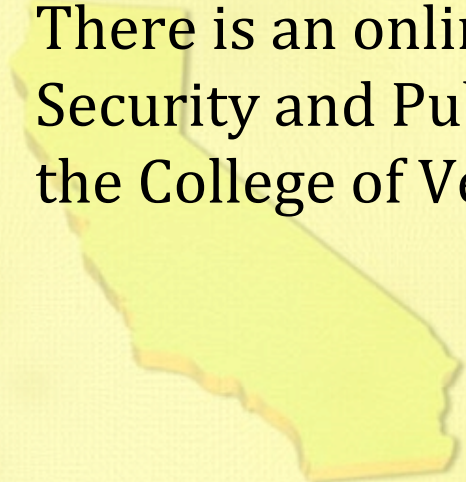 There is an
Security and
the College of